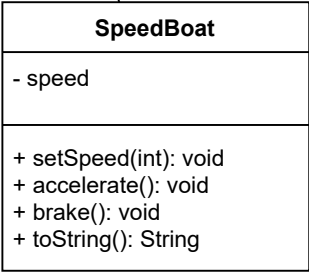 SpeedBoat
- speed
+ setSpeed(int): void
+ accelerate(): void
+ brake(): void
+ toString(): String